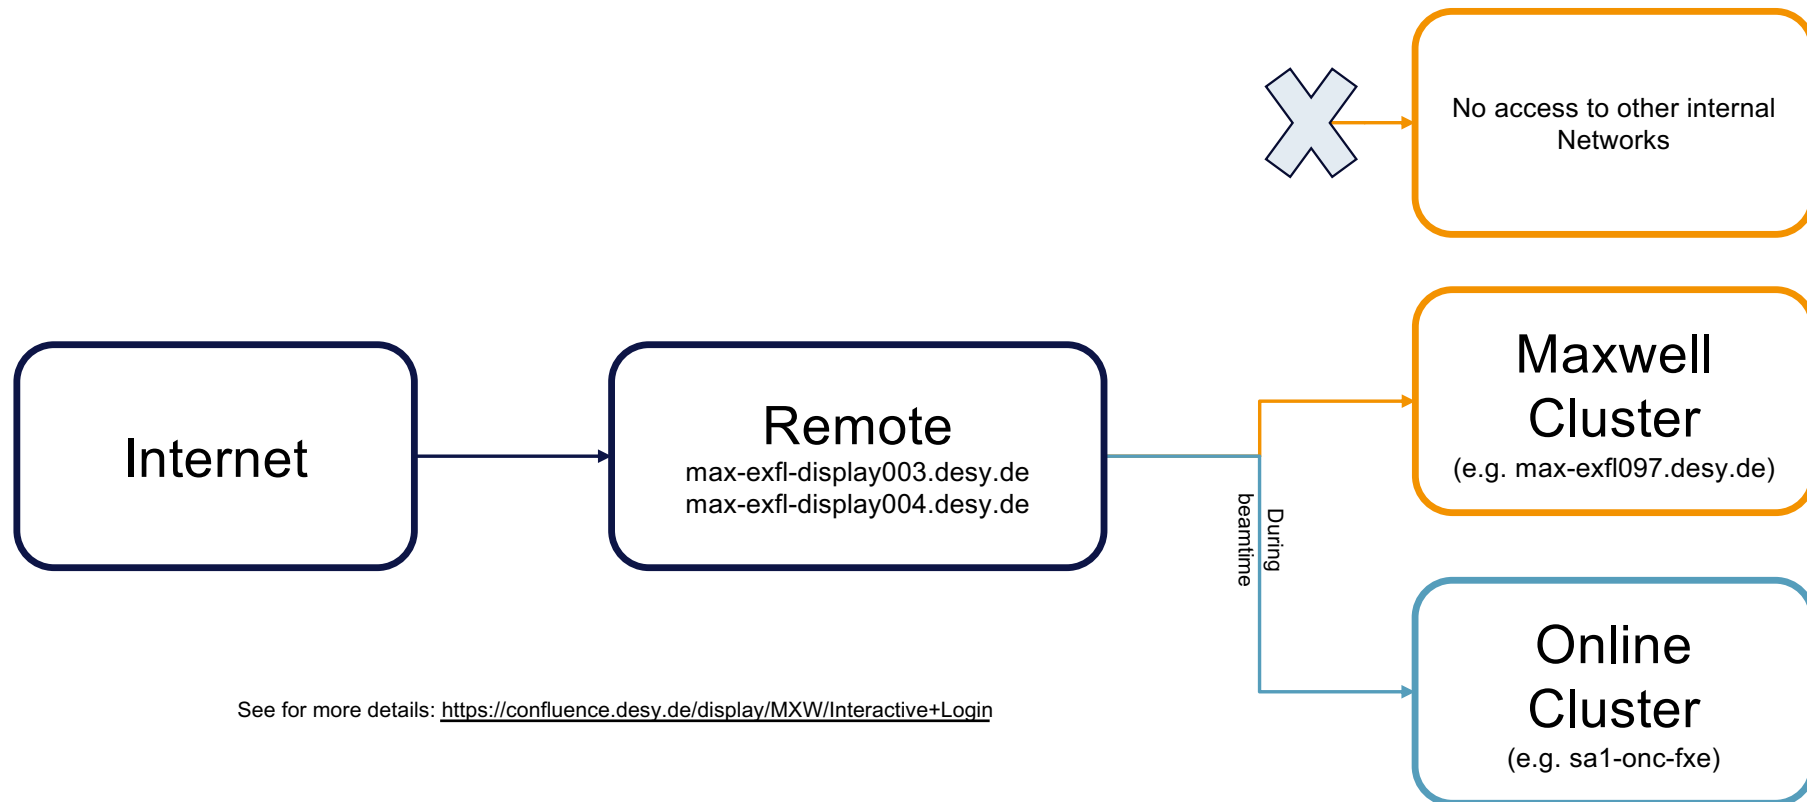 No access to other internal
Networks
Internet
Remote
max-exfl-display003.desy.de
max-exfl-display004.desy.de
During
beamtime
Maxwell
Cluster
(e.g. max-exfl097.desy.de)
Online
Cluster
(e.g. sa1-onc-fxe)
See for more details: https://confluence.desy.de/display/MXW/Interactive+Login